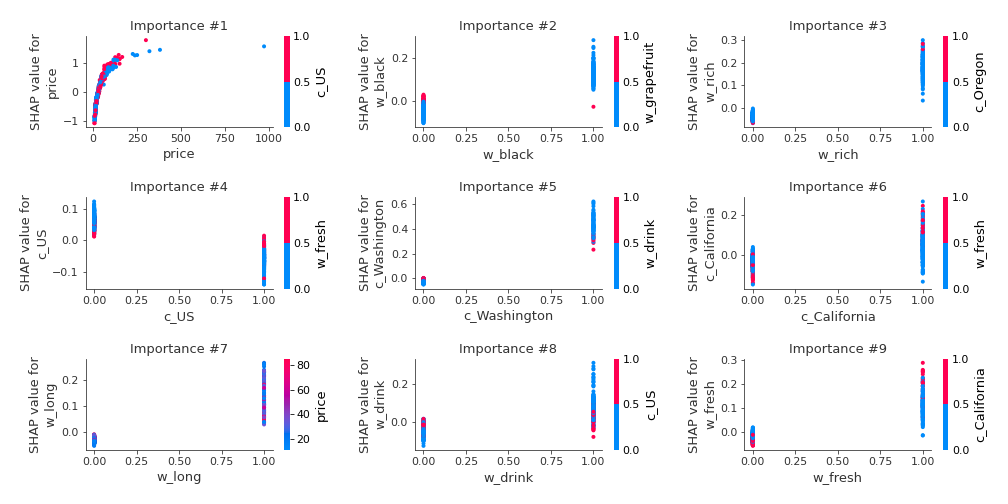 Importance #1
SHAP value for
price
1
0
−1
0
250
500
750
1000
price
1.0
0.5
0.0
c_US
Importance #2
SHAP value for
w_black
0.2
0.0
0.00
0.25
0.50
0.75
1.00
w_black
1.0
0.5
0.0
w_grapefruit
Importance #3
SHAP value for
w_rich
0.3
0.2
0.1
0.0
0.00
0.25
0.50
0.75
1.00
w_rich
1.0
0.5
0.0
c_Oregon
Importance #4
SHAP value for
c_US
0.1
0.0
−0.1
0.00
0.25
0.50
0.75
1.00
c_US
1.0
0.5
0.0
w_fresh
Importance #5
SHAP value for
c_Washington
0.6
0.4
0.2
0.0
0.00
0.25
0.50
0.75
1.00
c_Washington
1.0
0.5
0.0
w_drink
Importance #6
SHAP value for
c_California
0.2
0.0
0.00
0.25
0.50
0.75
1.00
c_California
1.0
0.5
0.0
w_fresh
Importance #7
SHAP value for
w_long
0.2
0.1
0.0
0.00
0.25
0.50
0.75
1.00
w_long
80
60
40
20
price
Importance #8
SHAP value for
w_drink
0.2
0.0
0.00
0.25
0.50
0.75
1.00
w_drink
1.0
0.5
0.0
c_US
Importance #9
SHAP value for
w_fresh
0.3
0.2
0.1
0.0
0.00
0.25
0.50
0.75
1.00
w_fresh
1.0
0.5
0.0
c_California